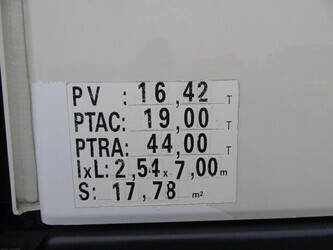 PV : 16,42 T
PTAC: 19,00 T
PTRA: 44,00 T
lxL: 2,54 x 7,00 m
S: 17,78 m²